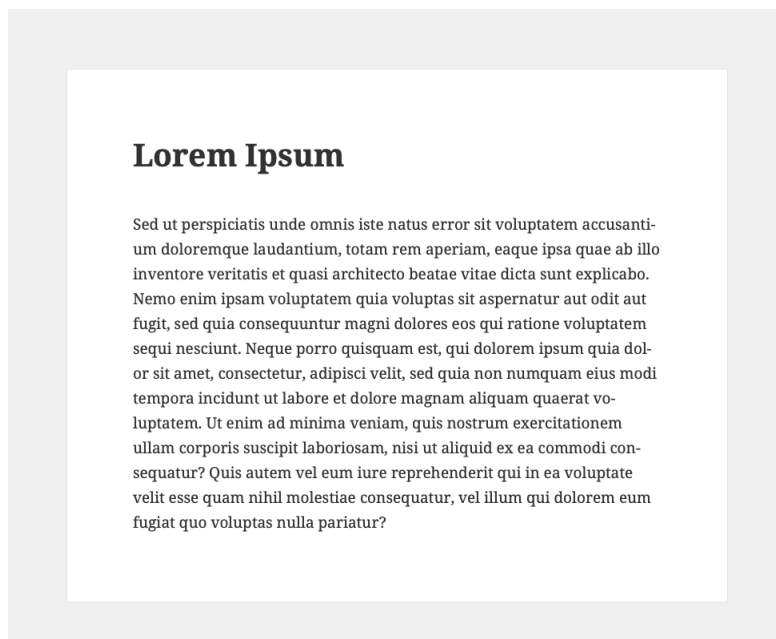 Lorem Ipsum
Sed ut perspiciatis unde omnis iste natus error sit voluptatem accusanti-
um doloremque laudantium, totam rem aperiam, eaque ipsa quae ab illo
inventore veritatis et quasi architecto beatae vitae dicta sunt explicabo.
Nemo enim ipsam voluptatem quia voluptas sit aspernatur aut odit aut
fugit, sed quia consequuntur magni dolores eos qui ratione voluptatem
sequi nesciunt. Neque porro quisquam est, qui dolorem ipsum quia dol-
or sit amet, consectetur, adipisci velit, sed quia non numquam eius modi
tempora incidunt ut labore et dolore magnam aliquam quaerat vo-
luptatem. Ut enim ad minima veniam, quis nostrum exercitationem
ullam corporis suscipit laboriosam, nisi ut aliquid ex ea commodi con-
sequatur? Quis autem vel eum iure reprehenderit qui in ea voluptate
velit esse quam nihil molestiae consequatur, vel illum qui dolorem eum
fugiat quo voluptas nulla pariatur?